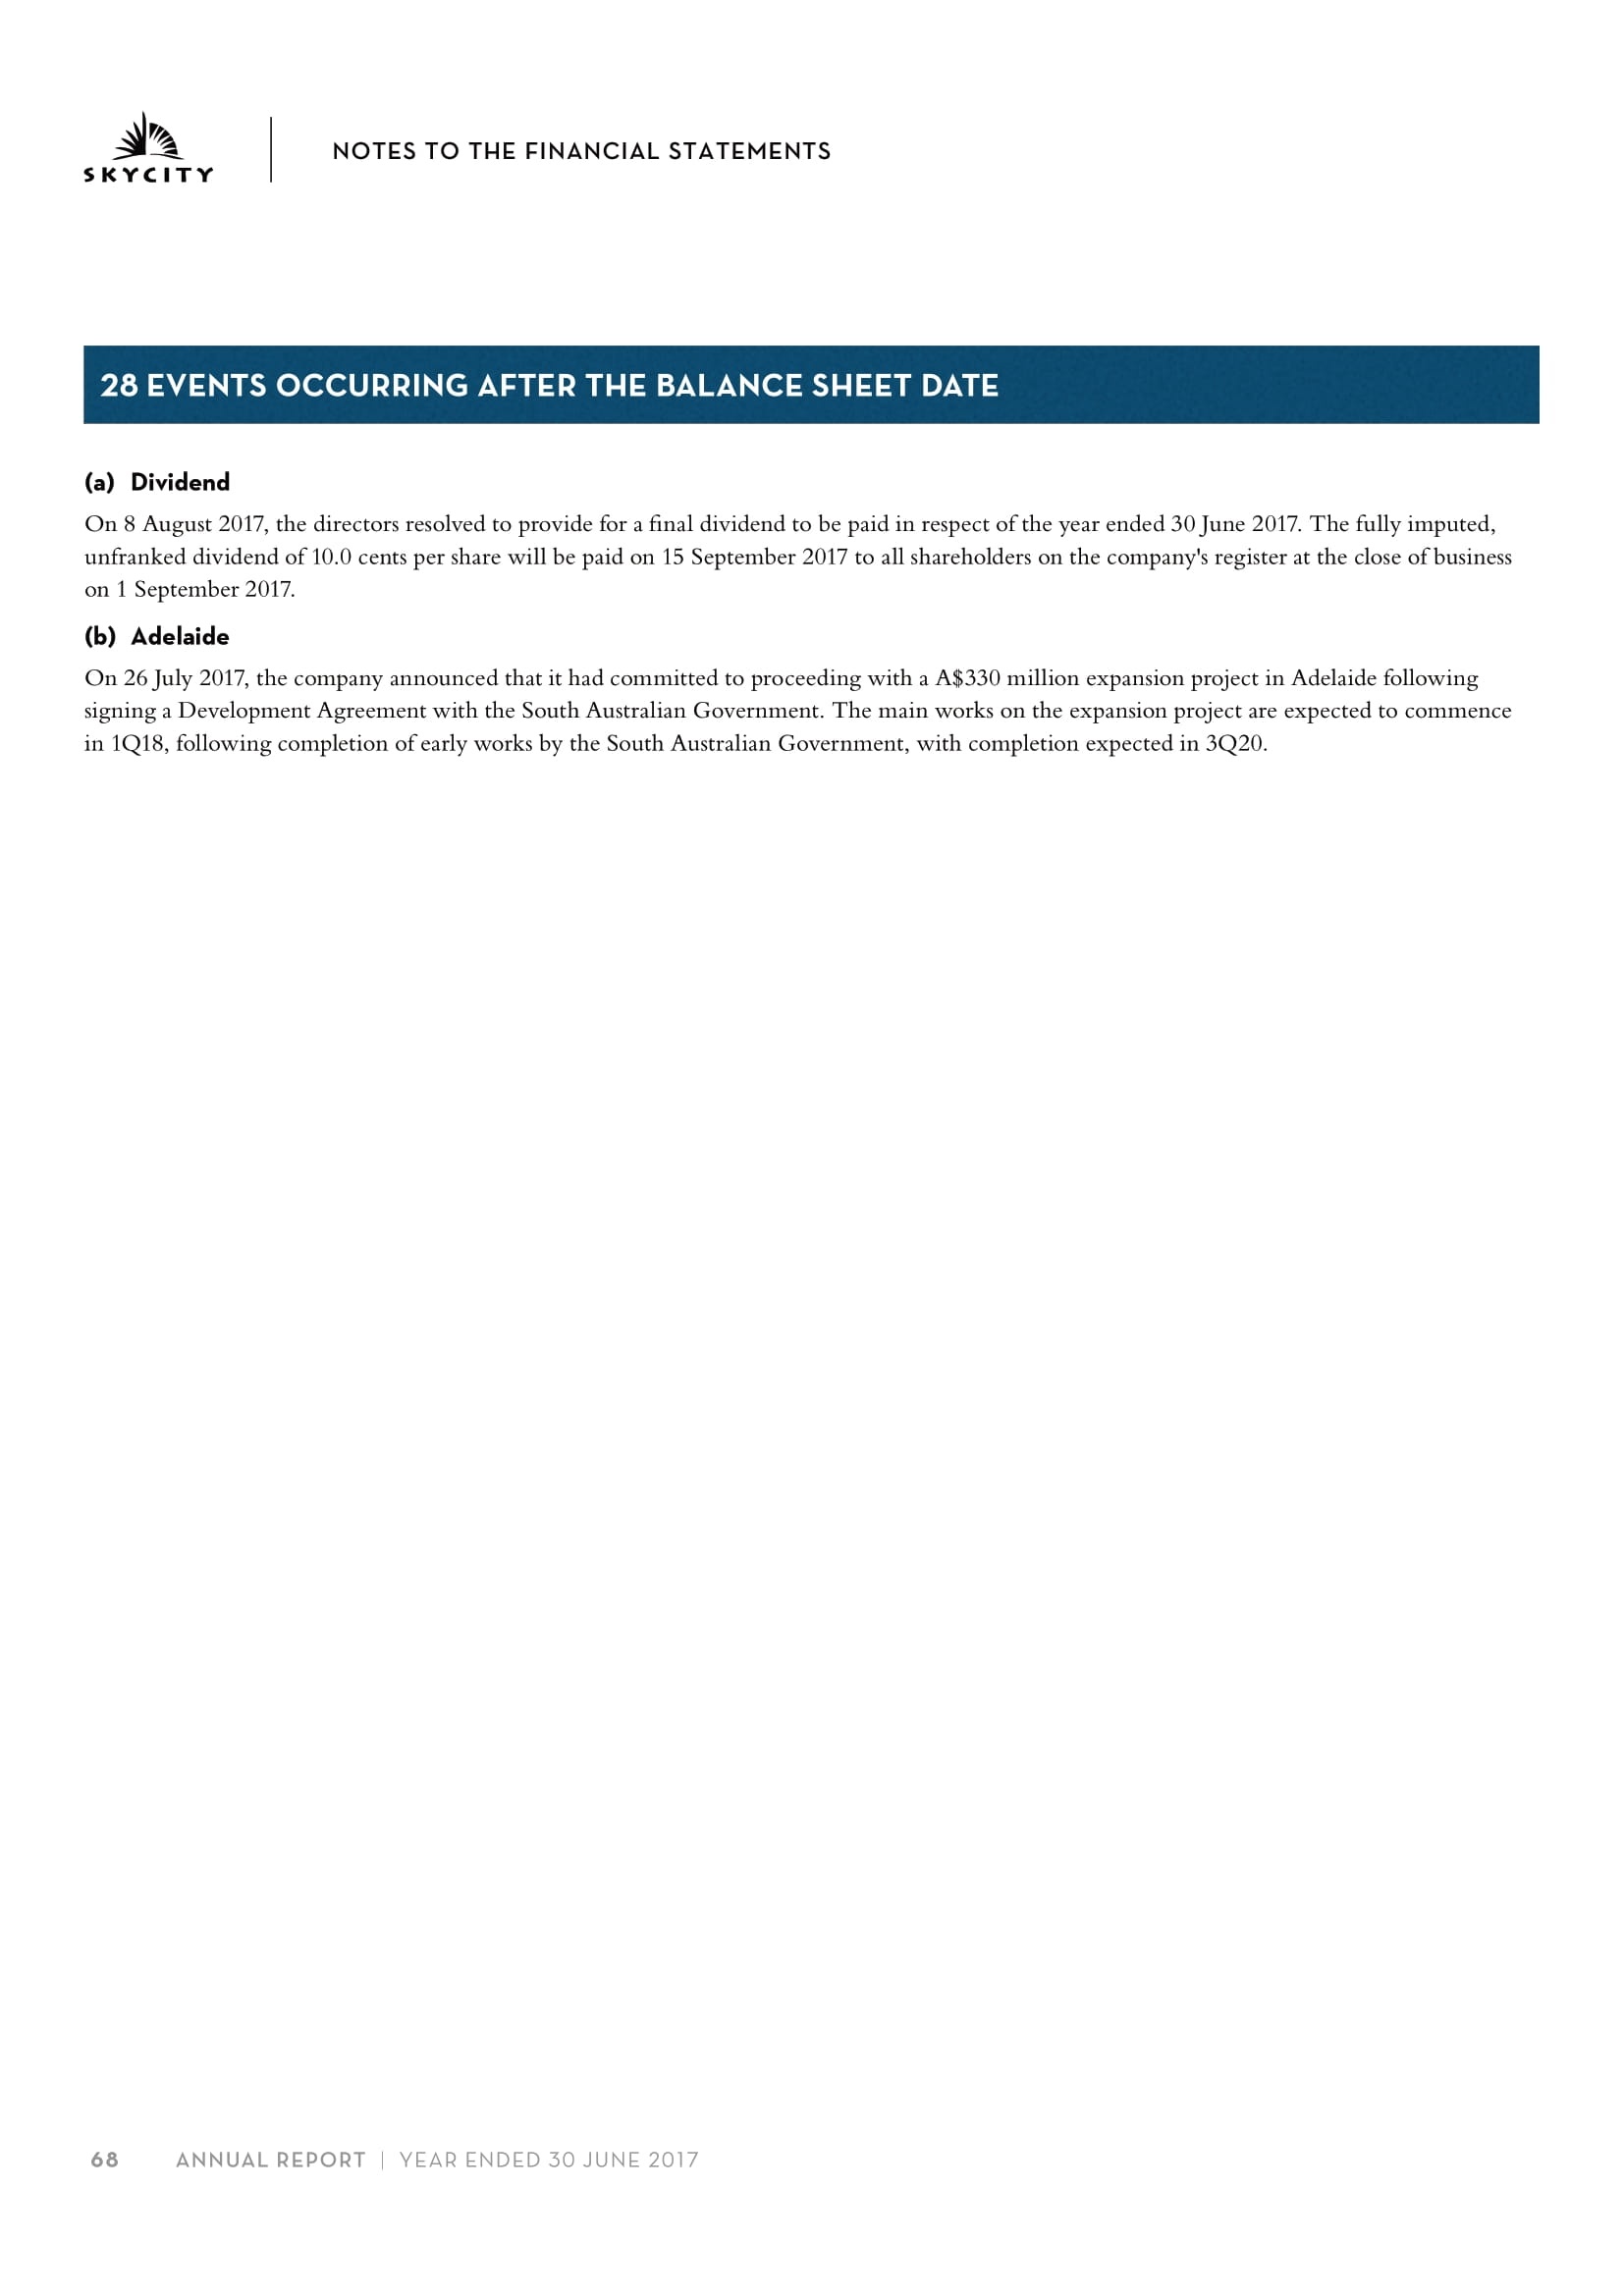 SKYCITY
NOTES TO THE FINANCIAL STATEMENTS
28 EVENTS OCCURRING AFTER THE BALANCE SHEET DATE
(a) Dividend
On 8 August 2017, the directors resolved to provide for a final dividend to be paid in respect of the year ended 30 June 2017. The fully imputed,
unfranked dividend of 10.0 cents per share will be paid on 15 September 2017 to all shareholders on the company's register at the close of business
on 1 September 2017.
(b) Adelaide
On 26 July 2017, the company announced that it had committed to proceeding with a A$330 million expansion project in Adelaide following
signing a Development Agreement with the South Australian Government. The main works on the expansion project are expected to commence
in 1Q18, following completion of early works by the South Australian Government, with completion expected in 3Q20.
68 ANNUAL REPORT | YEAR ENDED 30 JUNE 2017